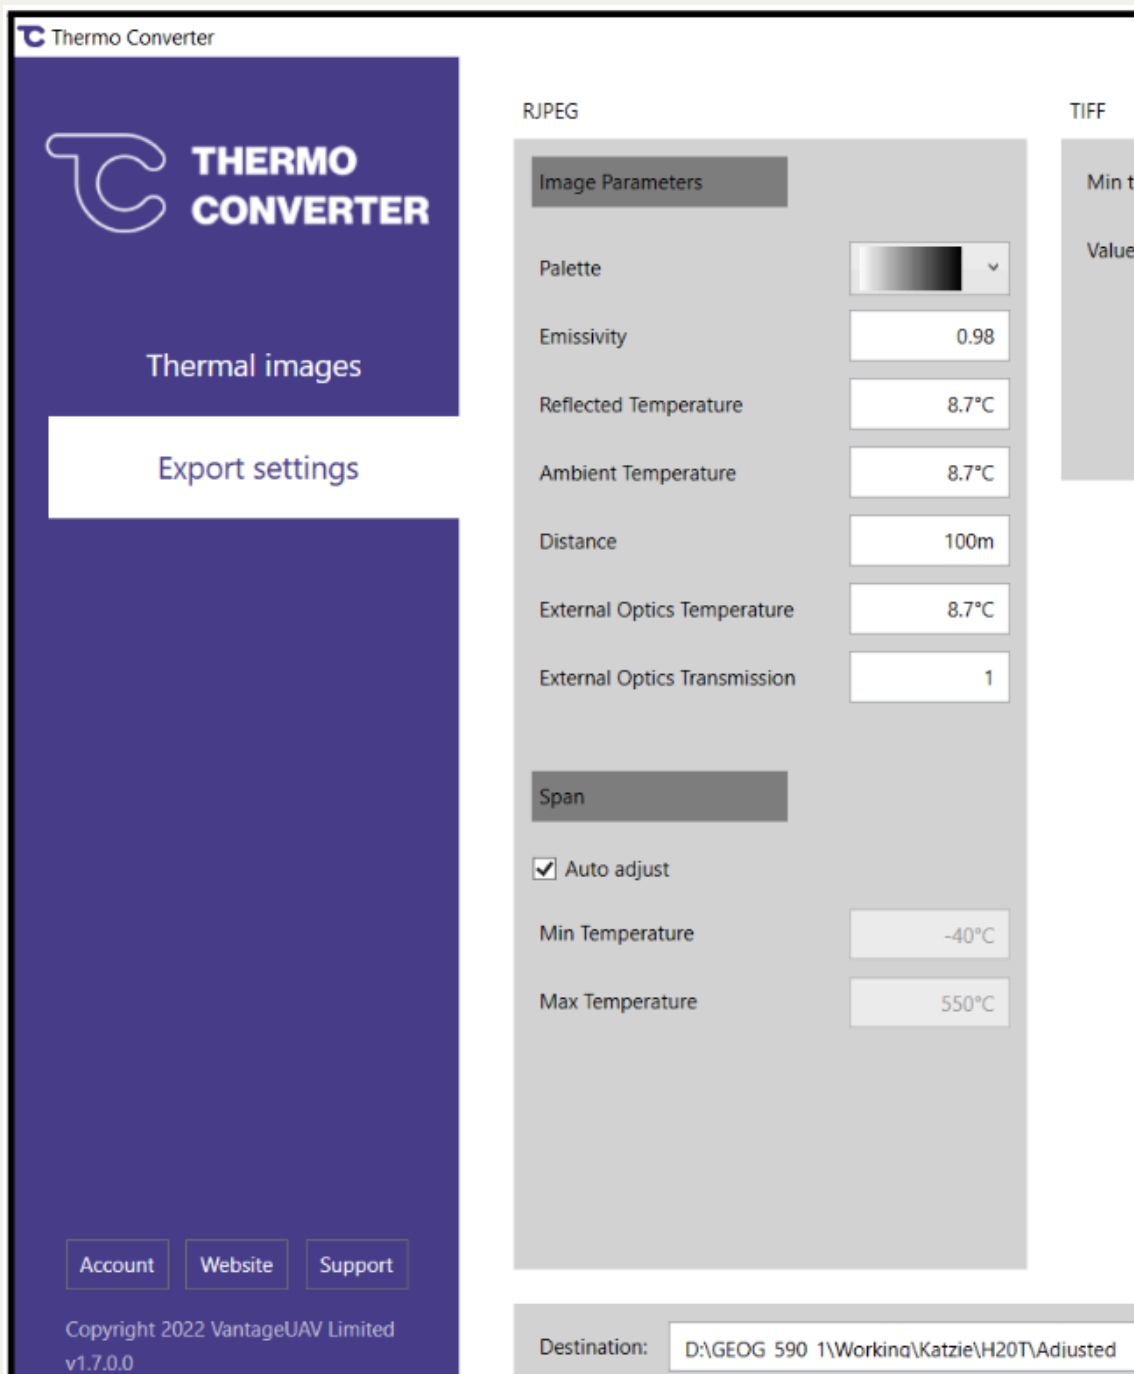 Thermo Converter
THERMO
CONVERTER
Thermal images
Export settings
Account Website Support
Copyright 2022 VantageUAV Limited
v1.7.0.0
RJPEG
Image Parameters
Palette
Emissivity 0.98
Reflected Temperature 8.7°C
Ambient Temperature 8.7°C
Distance 100m
External Optics Temperature 8.7°C
External Optics Transmission 1
Span
Auto adjust
Min Temperature -40°C
Max Temperature 550°C
TIFF
Min t
Value
Destination: D:\GEOG 590 1\Working\Katzie\H20T\Adjusted